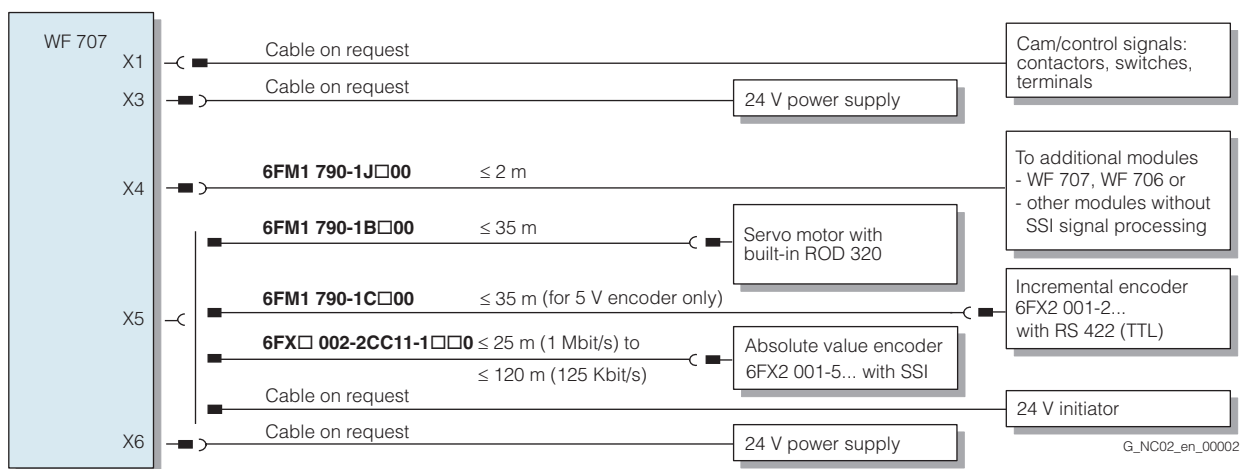 WF 707
X1
Cable on request
Cam/control signals:
contactors, switches,
terminals
X3
Cable on request
24 V power supply
X4
6FM1 790-1J□00 ≤ 2 m
To additional modules
- WF 707, WF 706 or
- other modules without
SSI signal processing
6FM1 790-1B□00 ≤ 35 m
Servo motor with
built-in ROD 320
X5
6FM1 790-1C□00 ≤ 35 m (for 5 V encoder only)
Incremental encoder
6FX2 001-2...
with RS 422 (TTL)
6FX□ 002-2CC11-1□□0 ≤ 25 m (1 Mbit/s) to
≤ 120 m (125 Kbit/s)
Absolute value encoder
6FX2 001-5... with SSI
Cable on request
24 V initiator
X6
Cable on request
24 V power supply
G_NC02_en_00002